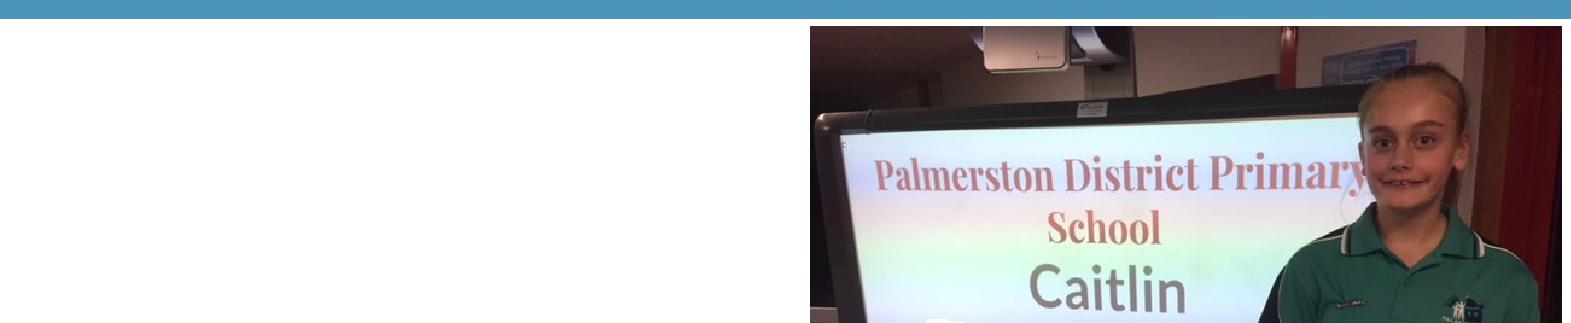 Palmerston District Primary
School
Caitlin